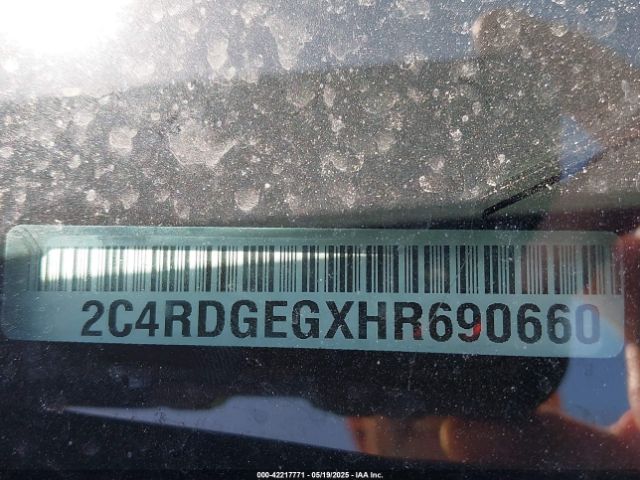 2C4RDGEGXHR690660
000-42217771 - 05/19/2025 - IAA Inc.